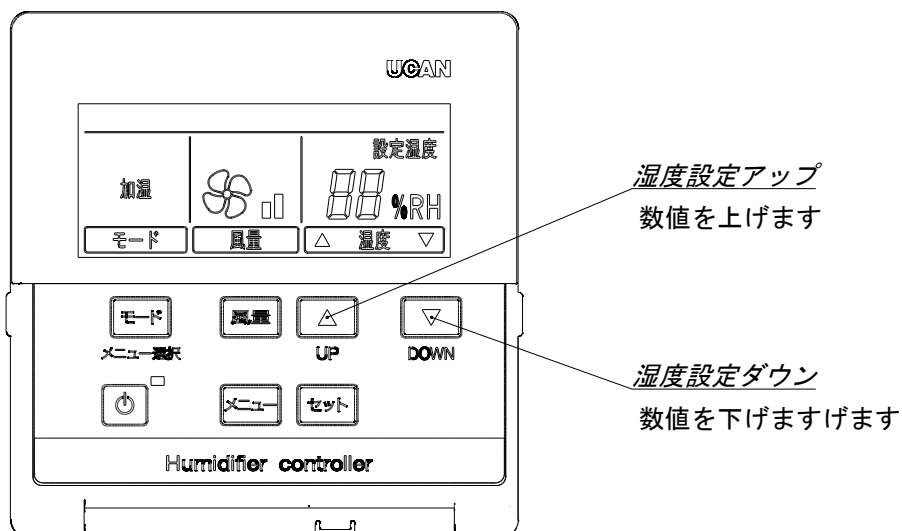 UCAN
設定湿度
加湿
88 %RH
モード 風量 △ 湿度 ▽
湿度設定アップ
数値を上げます
モード 風量 △ ▽
メニュー選択 UP DOWN
湿度設定ダウン
数値を下げますげます
メニュー セット
Humidifier controller